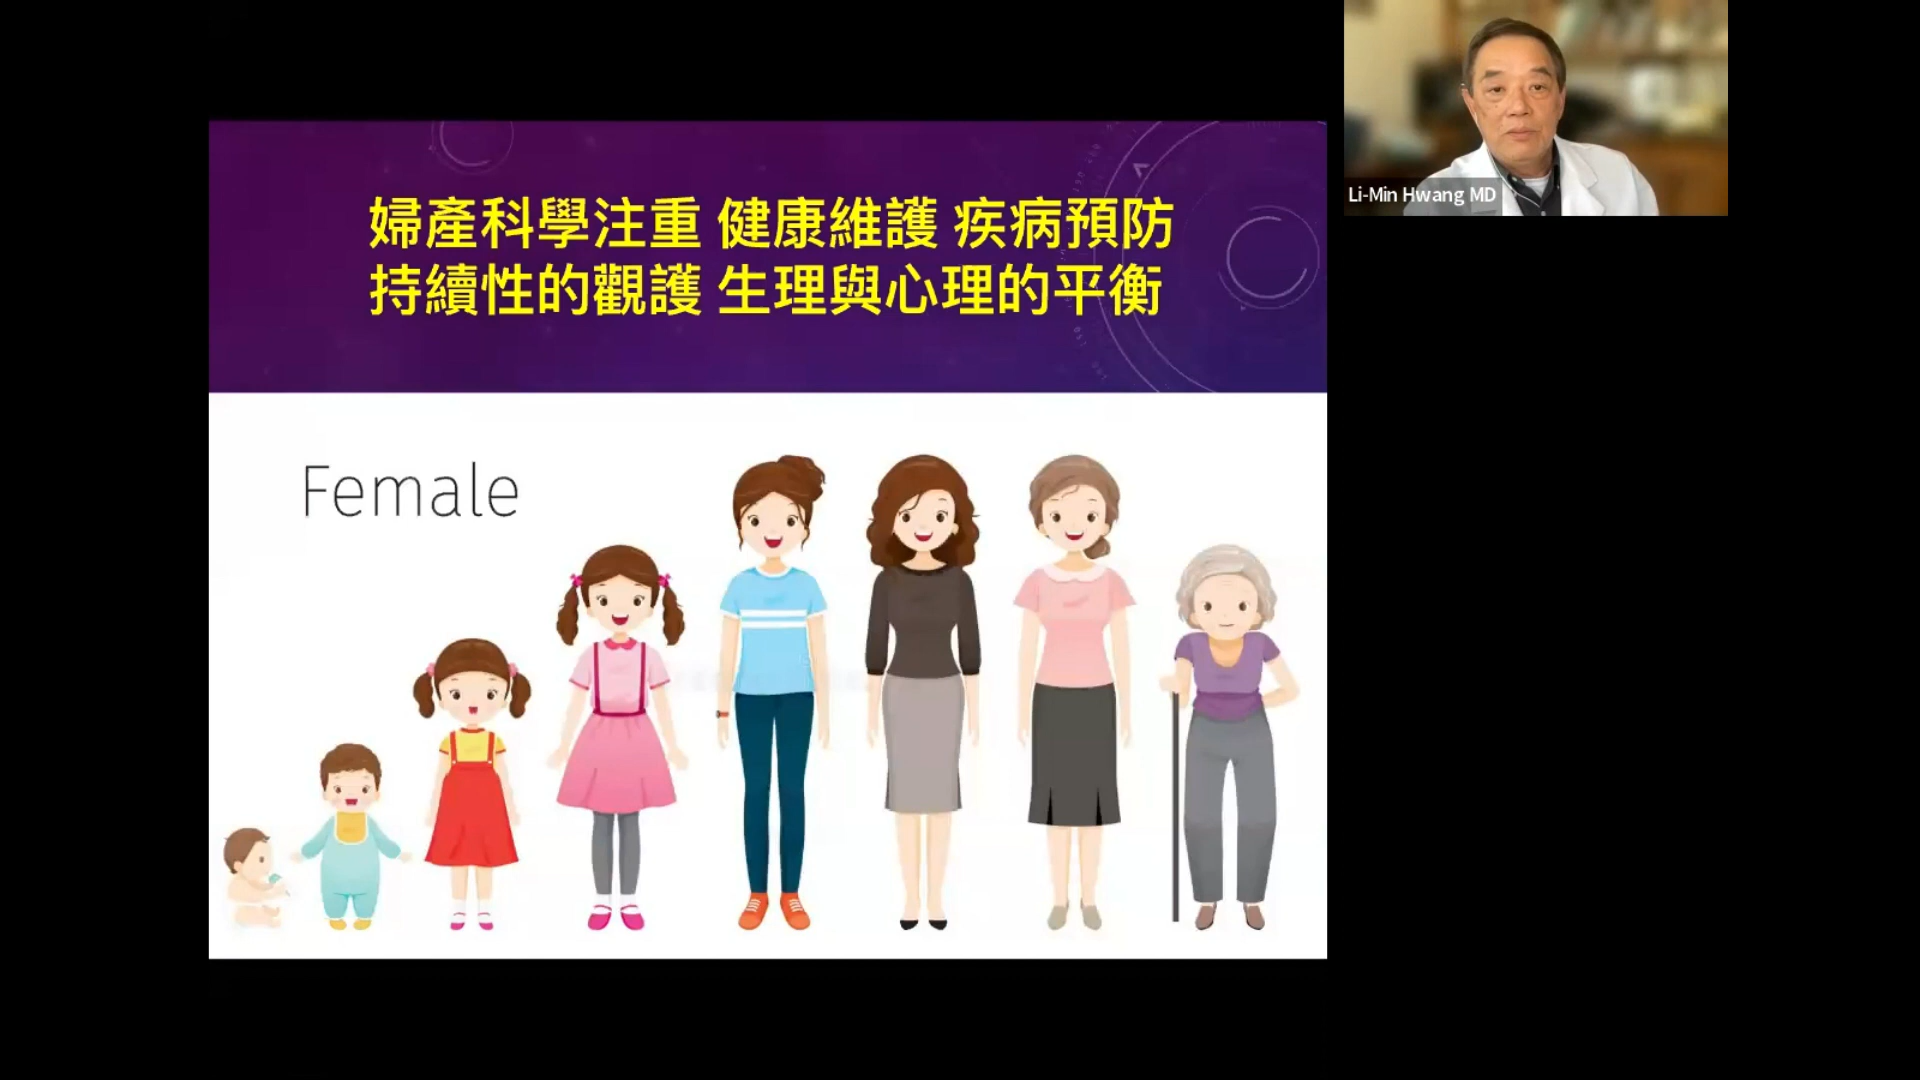 婦產科學注重 健康維護 疾病預防
持續性的觀護 生理與心理的平衡
Female
Li-Min Hwang MD